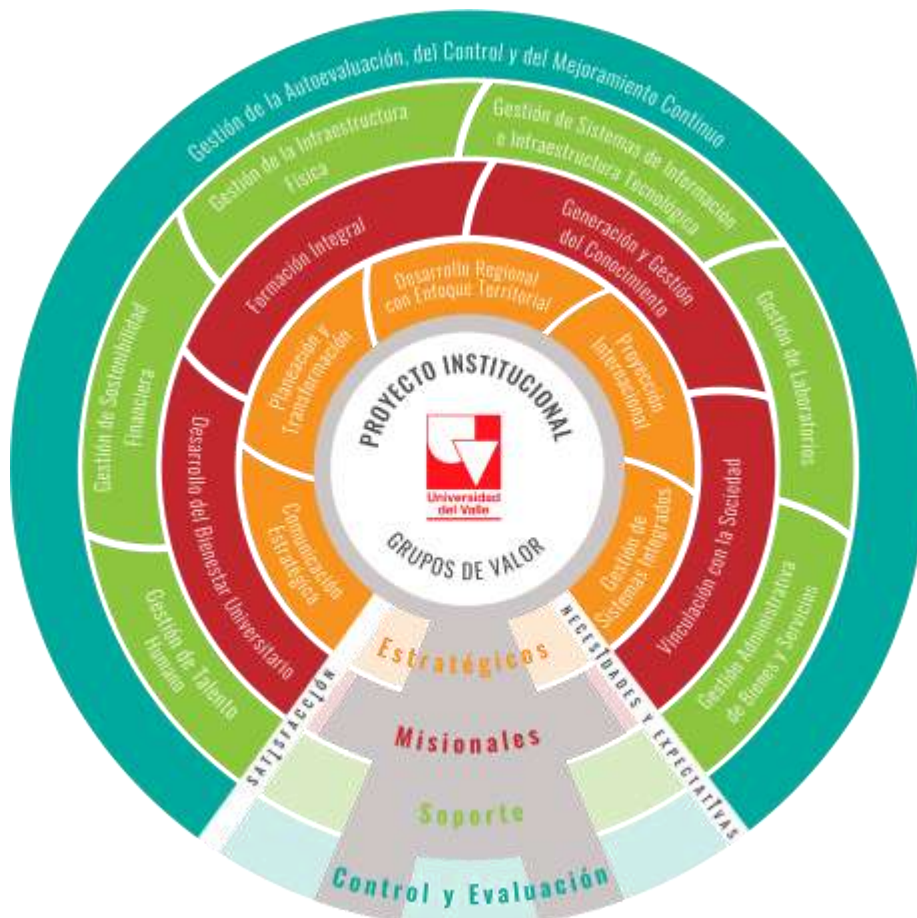 Gestión de la Autoevaluación, del Control y del Mejoramiento Continuo
Gestión de la Infraestructura
Física
Gestión de Sistemas de Información
e Infraestructura Tecnológica
Gestión de Sostenibilidad
Financiera
Gestión de Laboratorios
Gestión de Talento
Humano
Gestión Administrativa
de Bienes y Servicios
Formación Integral
Generación y Gestión
del Conocimiento
Desarrollo del Bienestar Universitario
Vinculación con la Sociedad
Desarrollo Regional
con Enfoque Territorial
Planeación y
Transformación
Proyección
Internacional
Comunicación
Estratégica
Gestión de
Sistemas Integrados
PROYECTO INSTITUCIONAL
Universidad
del Valle
GRUPOS DE VALOR
SATISFACCIÓN
NECESIDADES Y EXPECTATIVAS
Estratégicos
Misionales
Soporte
Control y Evaluación